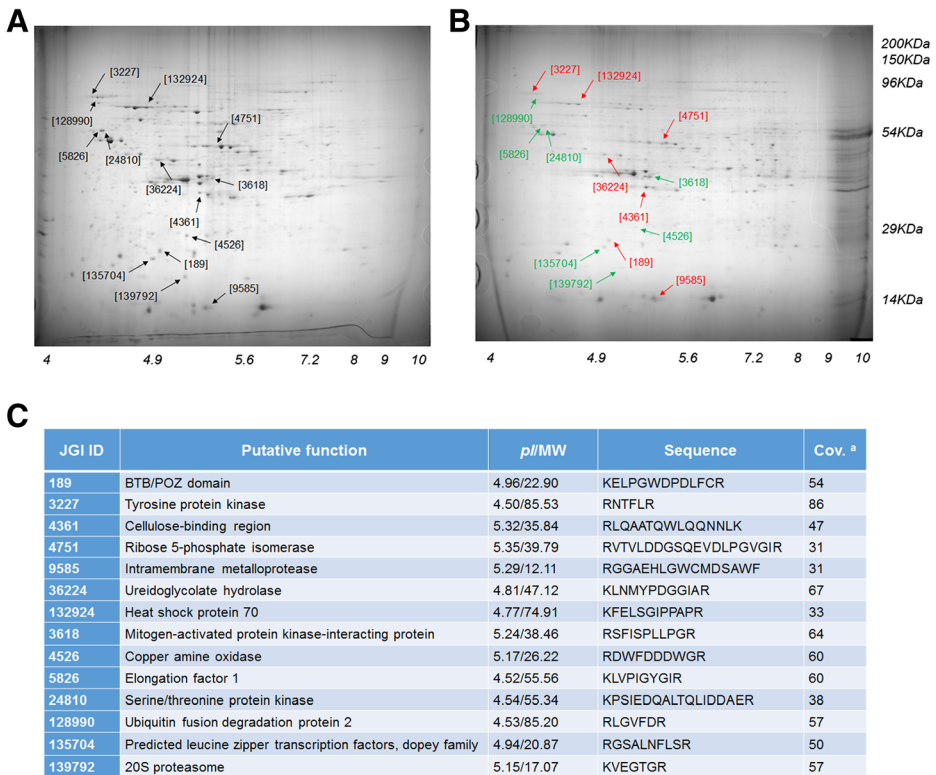 A
B
[3227]
[132924]
[128990]
[4751]
[5826]
[24810]
[36224]
[3618]
[4361]
[4526]
[189]
[135704]
[139792]
[9585]
4 4.9 5.6 7.2 8 9 10
[3227]
[132924]
[128990]
[4751]
[5826]
[24810]
[36224]
[3618]
[4361]
[4526]
[135704]
[189]
[139792]
[9585]
200KDa
150KDa
96KDa
54KDa
29KDa
14KDa
4 4.9 5.6 7.2 8 9 10
C
JGI ID Putative function pI/MW Sequence Cov. a
189 BTB/POZ domain 4.96/22.90 KELPGWDPDLFCR 54
3227 Tyrosine protein kinase 4.50/85.53 RNTFLR 86
4361 Cellulose-binding region 5.32/35.84 RLQAATQWLQQNNLK 47
4751 Ribose 5-phosphate isomerase 5.35/39.79 RVTVLDDGSQEVDLPGVGIR 31
9585 Intramembrane metalloprotease 5.29/12.11 RGGAEHLGWCMDSAWF 31
36224 Ureidoglycolate hydrolase 4.81/47.12 KLNMYPDGGIAR 67
132924 Heat shock protein 70 4.77/74.91 KFELSGIPPAPR 33
3618 Mitogen-activated protein kinase-interacting protein 5.24/38.46 RSFISPLLPGR 64
4526 Copper amine oxidase 5.17/26.22 RDWFDDDWGR 60
5826 Elongation factor 1 4.52/55.56 KLVPIGYGIR 60
24810 Serine/threonine protein kinase 4.54/55.34 KPSIEDQALTQLIDDAER 38
128990 Ubiquitin fusion degradation protein 2 4.53/85.20 RLGVFDR 57
135704 Predicted leucine zipper transcription factors, dopey family 4.94/20.87 RGSALNFLSR 50
139792 20S proteasome 5.15/17.07 KVEGTGR 57